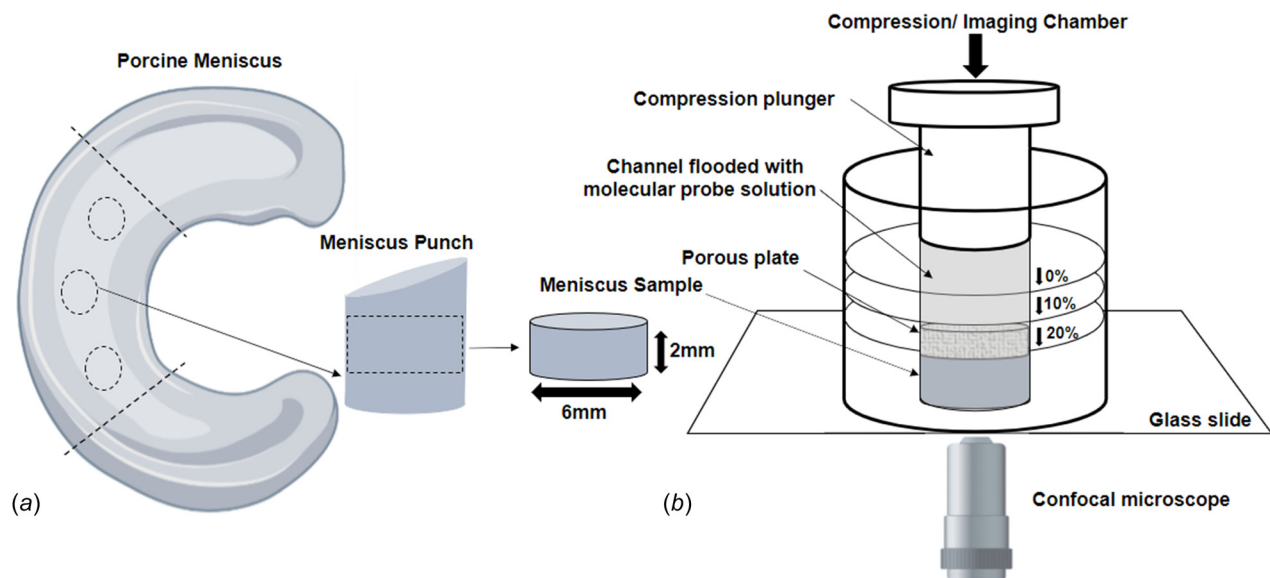 Porcine Meniscus
Meniscus Punch
2mm
6mm
(a)
Compression/ Imaging Chamber
Compression plunger
Channel flooded with
molecular probe solution
Porous plate
Meniscus Sample
0%
10%
20%
Glass slide
Confocal microscope
(b)